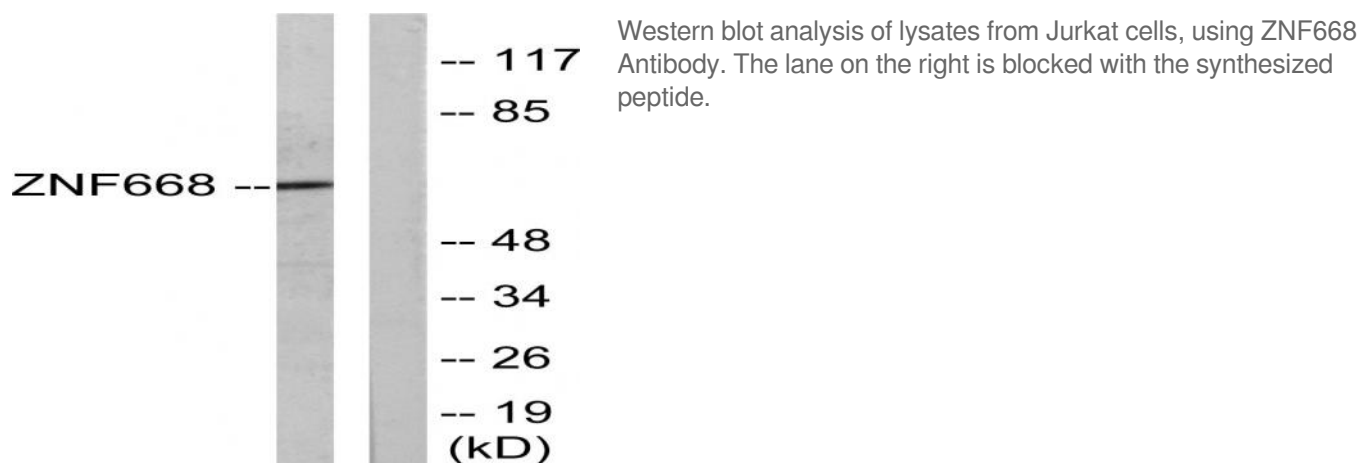 ZNF668 --
-- 117
-- 85
-- 48
-- 34
-- 26
-- 19
(kD)
Western blot analysis of lysates from Jurkat cells, using ZNF668
Antibody. The lane on the right is blocked with the synthesized
peptide.